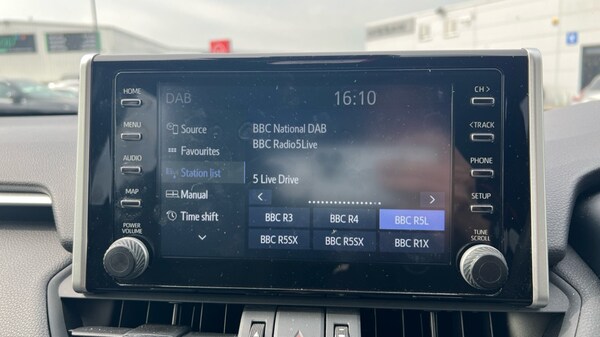 DAB
16:10
HOME
MENU
AUDIO
MAP
POWER
VOLUME
Source
Favourites
Station list
Manual
Time shift
BBC National DAB
BBC Radio5Live
5 Live Drive
BBC R3 BBC R4 BBC R5L
BBC R5SX BBC R5SX BBC R1X
CH >
<TRACK
PHONE
SETUP
TUNE
SCROLL